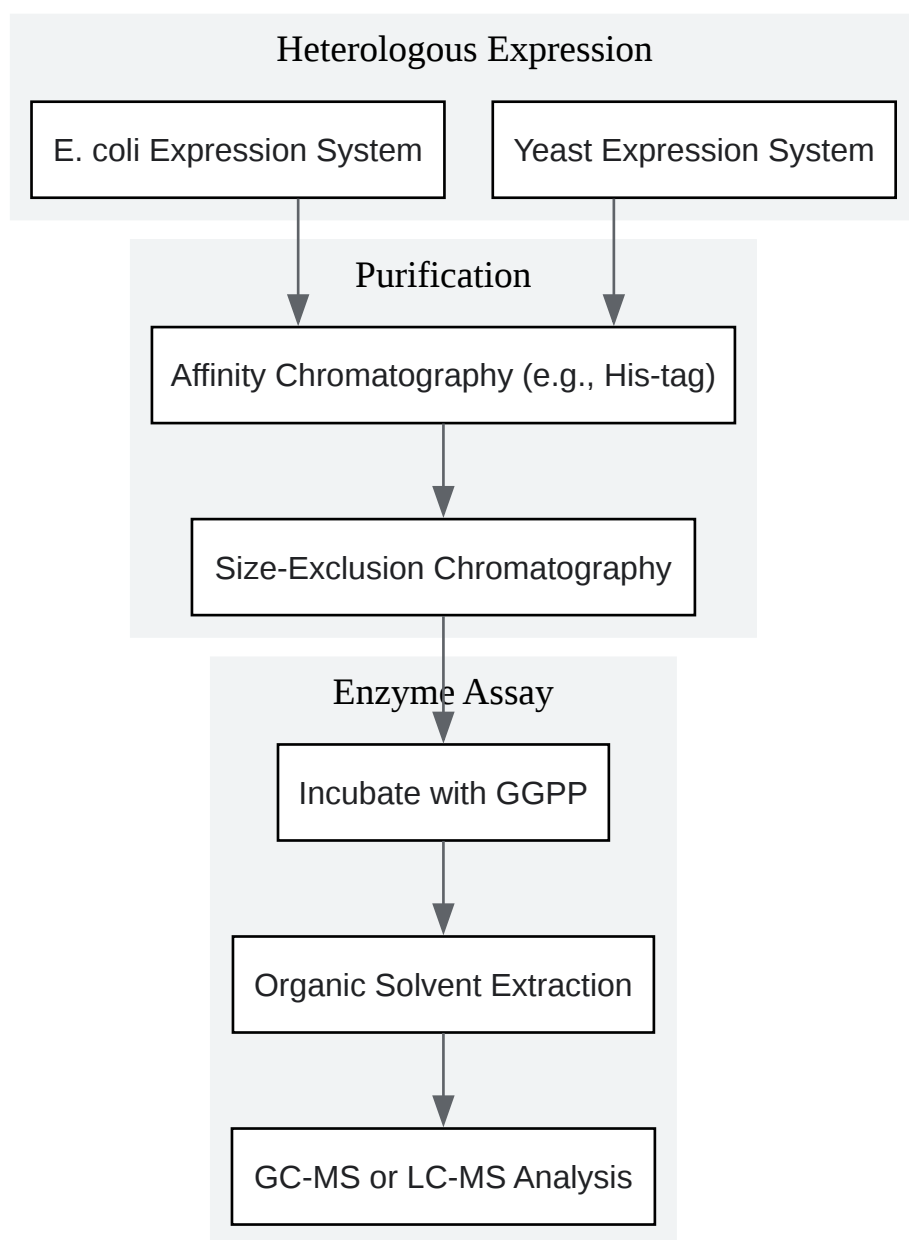 Heterologous Expression
E. coli Expression System
Yeast Expression System
Purification
Affinity Chromatography (e.g., His-tag)
Size-Exclusion Chromatography
Enzyme Assay
Incubate with GGPP
Organic Solvent Extraction
GC-MS or LC-MS Analysis